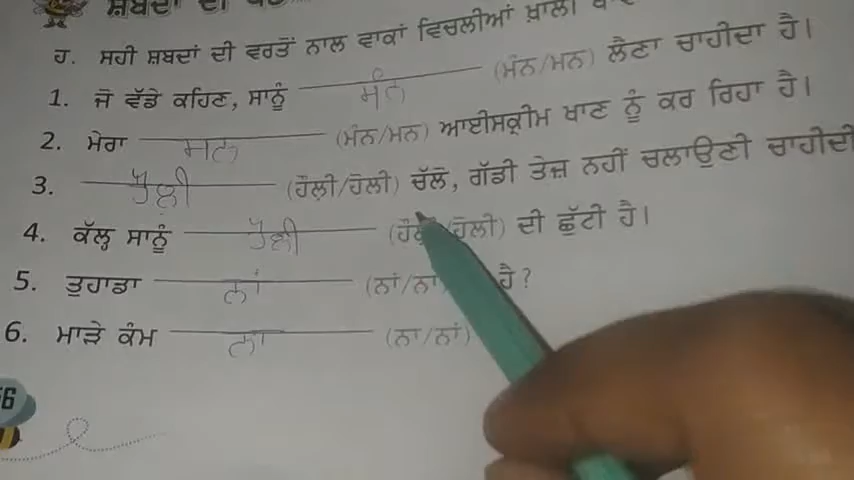 ਸ਼ਬਦਾਂ ਦੀ
ਹ. ਸਹੀ ਸ਼ਬਦਾਂ ਦੀ ਵਰਤੋਂ ਨਾਲ ਵਾਕਾਂ ਵਿਚਲੀਆਂ ਖ਼ਾਲੀ
1. ਜੋ ਵੱਡੇ ਕਹਿਣ, ਸਾਨੂੰ ਮੰਨ (ਮੰਨ/ਮਨ) ਲੈਣਾ ਚਾਹੀਦਾ ਹੈ।
2. ਮੇਰਾ ਮਨ (ਮੰਨ/ਮਨ) ਆਈਸਕ੍ਰੀਮ ਖਾਣ ਨੂੰ ਕਰ ਰਿਹਾ ਹੈ।
3. ਹੌਲ਼ੀ (ਹੌਲ਼ੀ/ਹੋਲੀ) ਚੱਲੋ, ਗੱਡੀ ਤੇਜ਼ ਨਹੀਂ ਚਲਾਉਣੀ ਚਾਹੀਦੀ
4. ਕੱਲ੍ਹ ਸਾਨੂੰ ਹੋਲੀ ਦੀ ਛੁੱਟੀ ਹੈ।
5. ਤੁਹਾਡਾ ਨਾਂ (ਨਾਂ/ਨਾ ਹੈ?
6. ਮਾੜੇ ਕੰਮ ਨਾ (ਨਾ/ਨਾਂ)